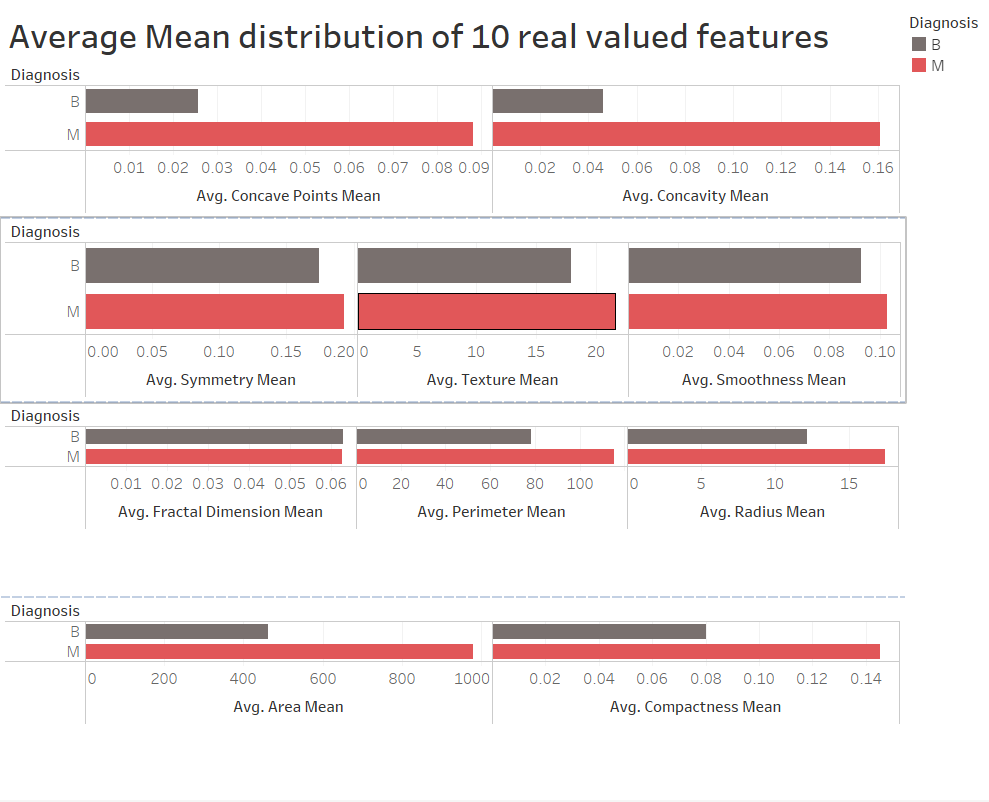 Average Mean distribution of 10 real valued features
Diagnosis
B
M
Diagnosis
B
M
0.01 0.02 0.03 0.04 0.05 0.06 0.07 0.08 0.09 0.02 0.04 0.06 0.08 0.10 0.12 0.14 0.16
Avg. Concave Points Mean Avg. Concavity Mean
Diagnosis
B
M
0.00 0.05 0.10 0.15 0.20 0 5 10 15 20 0.02 0.04 0.06 0.08 0.10
Avg. Symmetry Mean Avg. Texture Mean Avg. Smoothness Mean
Diagnosis
B
M
0.01 0.02 0.03 0.04 0.05 0.06 0 20 40 60 80 100 0 5 10 15
Avg. Fractal Dimension Mean Avg. Perimeter Mean Avg. Radius Mean
Diagnosis
B
M
0 200 400 600 800 1000 0.02 0.04 0.06 0.08 0.10 0.12 0.14
Avg. Area Mean Avg. Compactness Mean